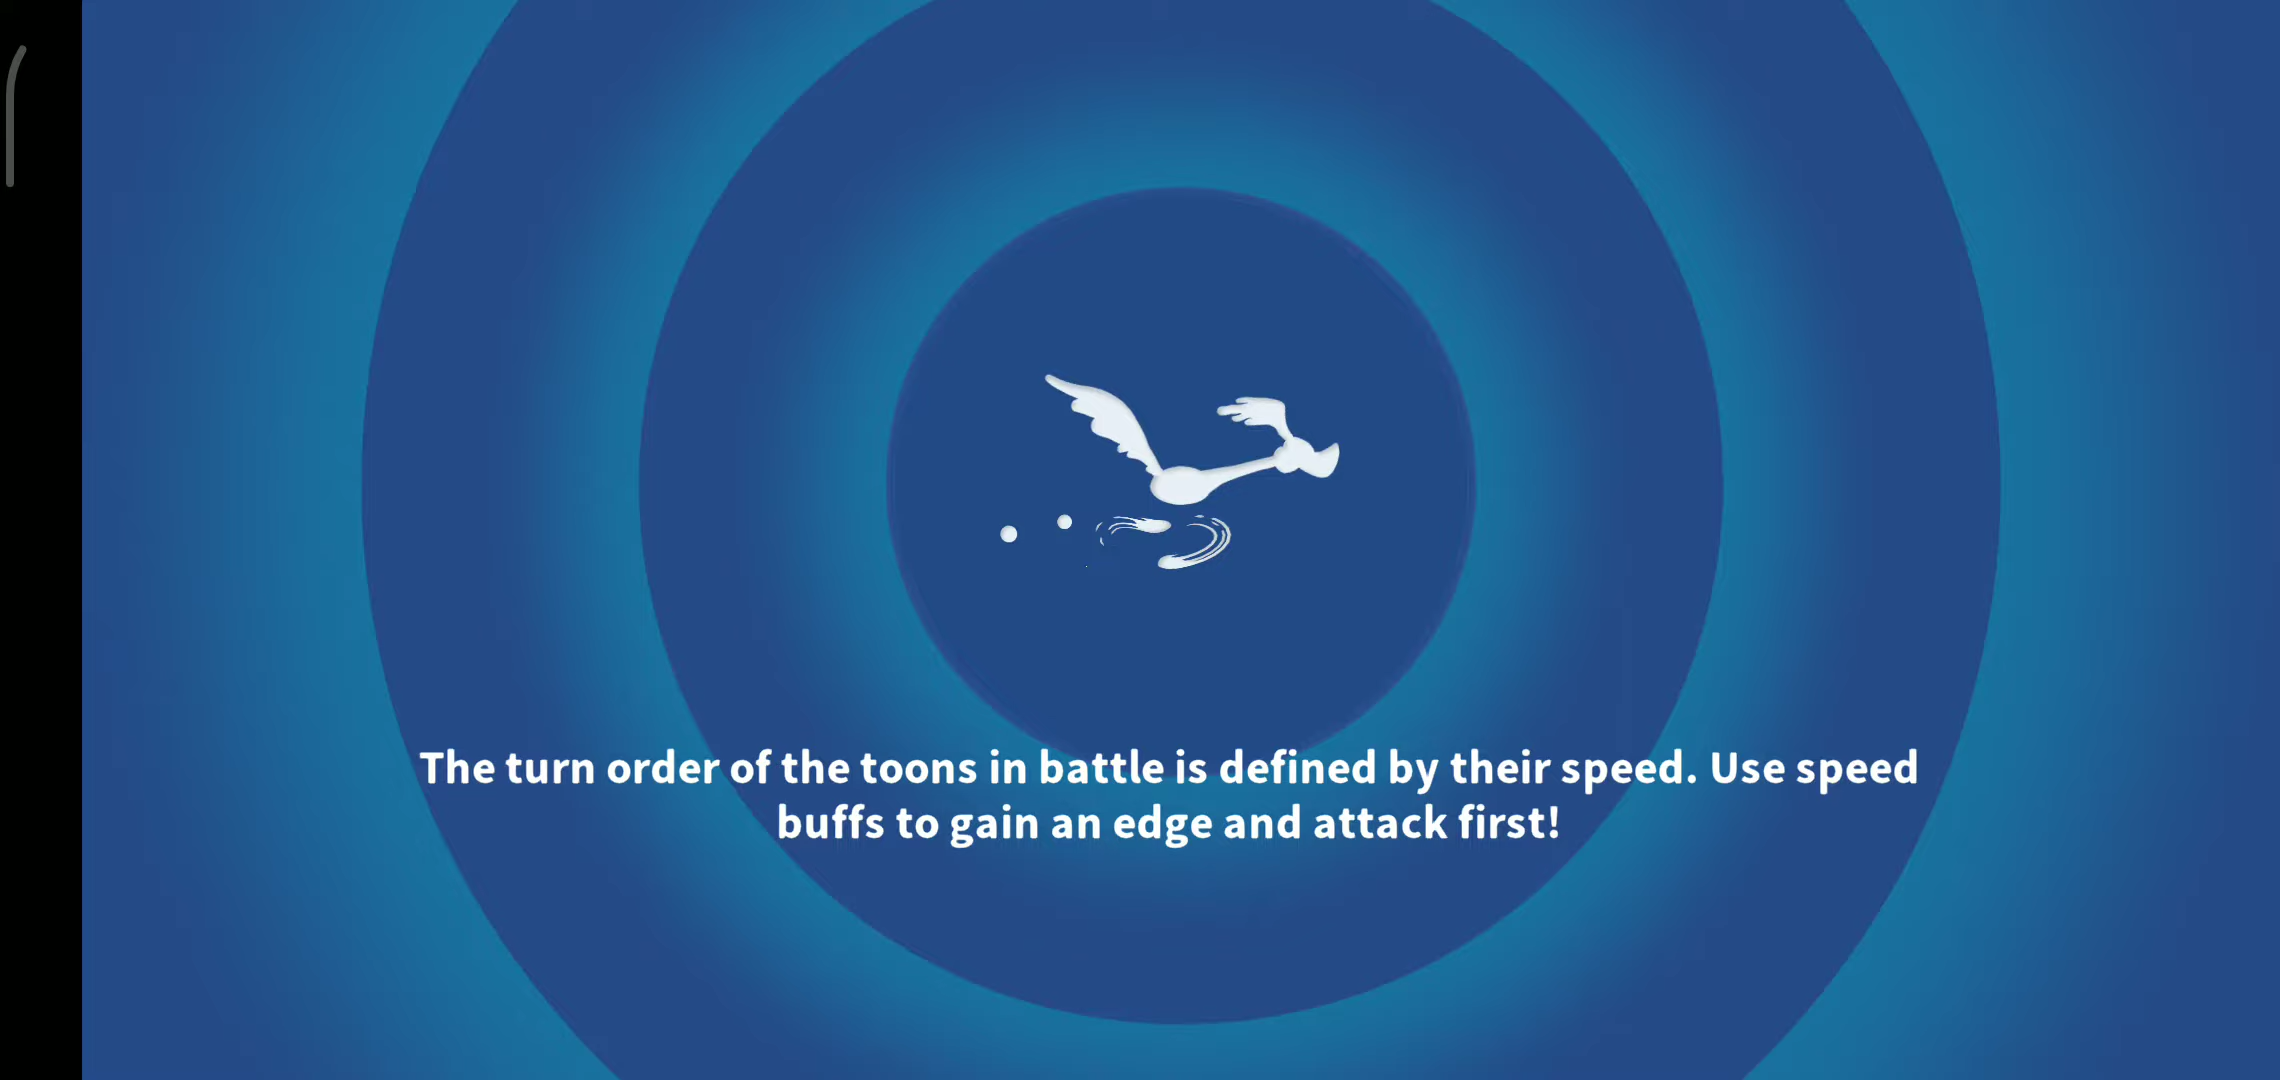 The turn order of the toons in battle is defined by their speed. Use speed
buffs to gain an edge and attack first!